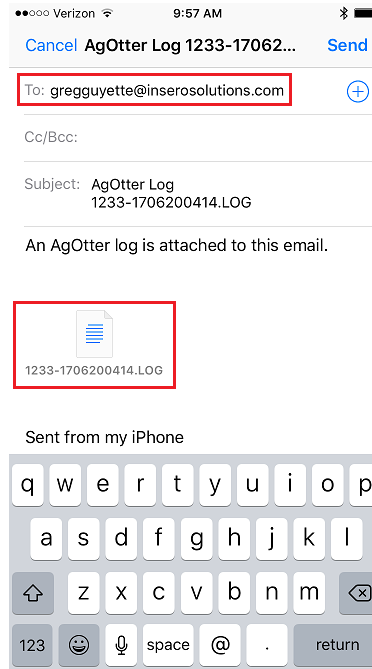 Verizon 9:57 AM
Cancel AgOtter Log 1233-17062... Send
To: gregguyette@inserosolutions.com
Cc/Bcc:
Subject: AgOtter Log
1233-1706200414.LOG
An AgOtter log is attached to this email.
1233-1706200414.LOG
Sent from my iPhone
q w e r t y u i o p
a s d f g h j k l
z x c v b n m
123 space @ . return